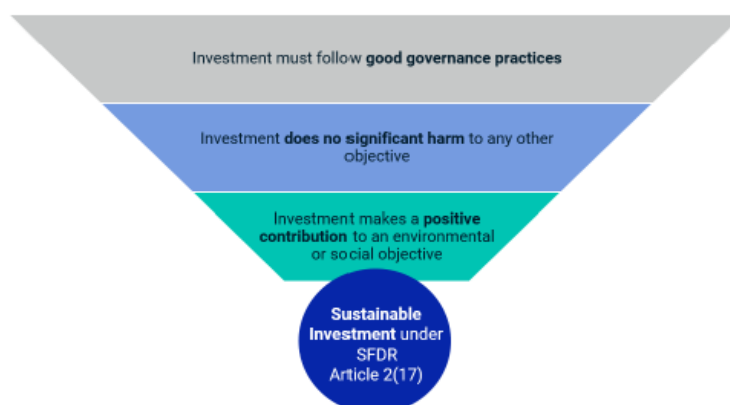 Investment must follow good governance practices
Investment does no significant harm to any other
objective
Investment makes a positive
contribution to an environmental
or social objective
Sustainable
Investment under
SFDR
Article 2(17)